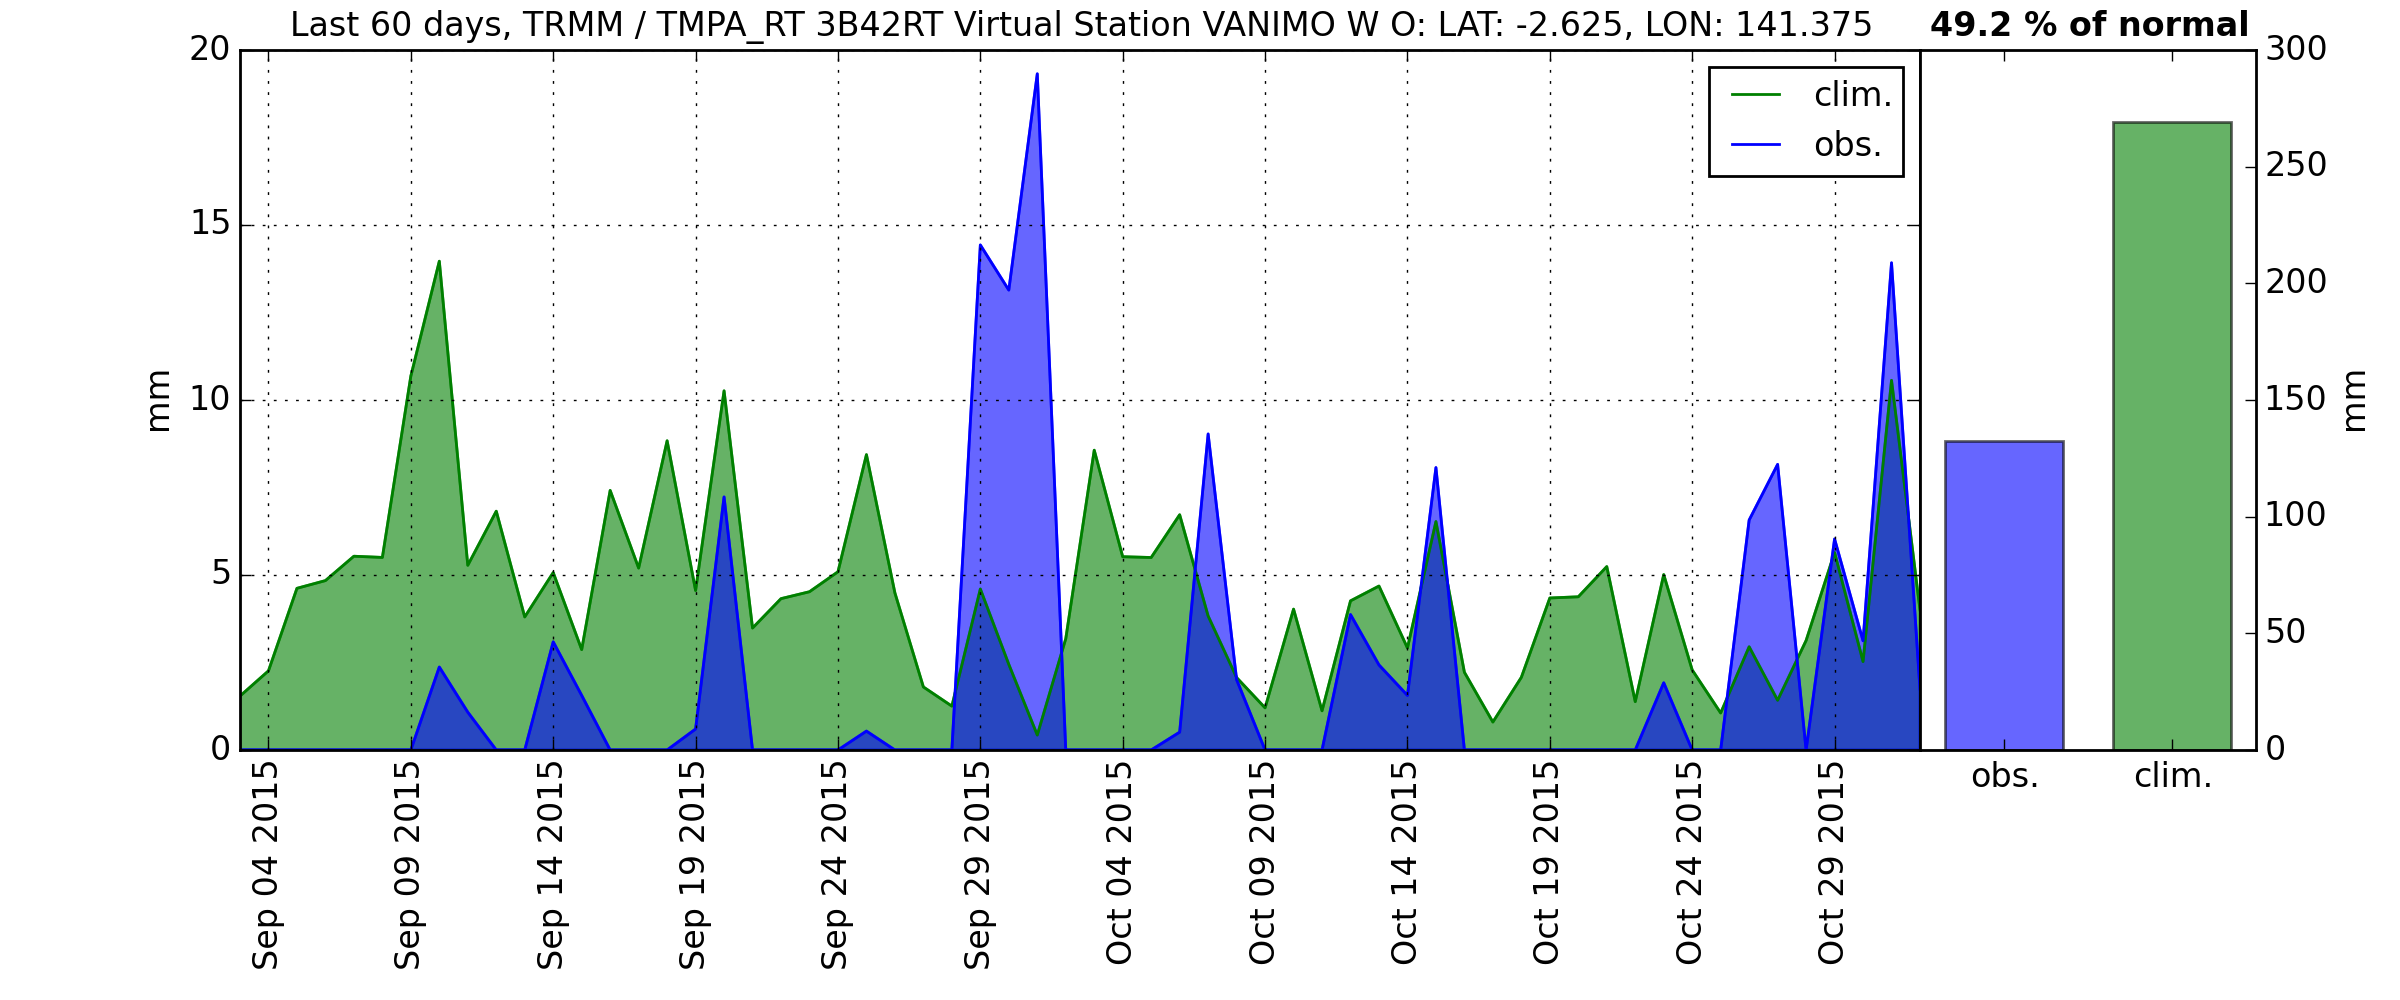 Last 60 days, TRMM / TMPA_RT 3B42RT Virtual Station VANIMO W O: LAT: -2.625, LON: 141.375
49.2 % of normal
20
15
10
5
0
mm
clim.
obs.
300
250
200
150
100
50
0
mm
Sep 04 2015
Sep 09 2015
Sep 14 2015
Sep 19 2015
Sep 24 2015
Sep 29 2015
Oct 04 2015
Oct 09 2015
Oct 14 2015
Oct 19 2015
Oct 24 2015
Oct 29 2015
obs.
clim.